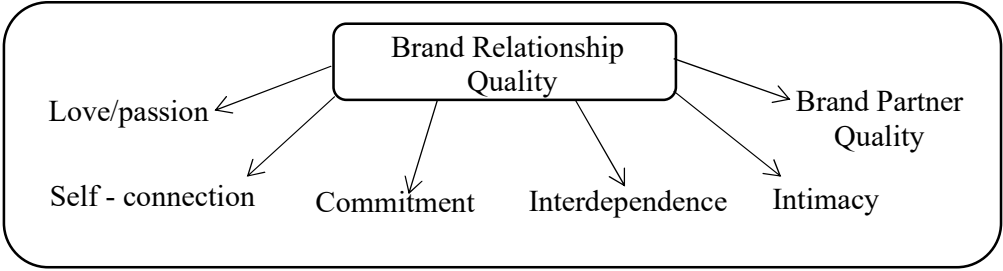 Brand Relationship
Quality
Love/passion
Brand Partner
Quality
Self - connection
Commitment
Interdependence
Intimacy